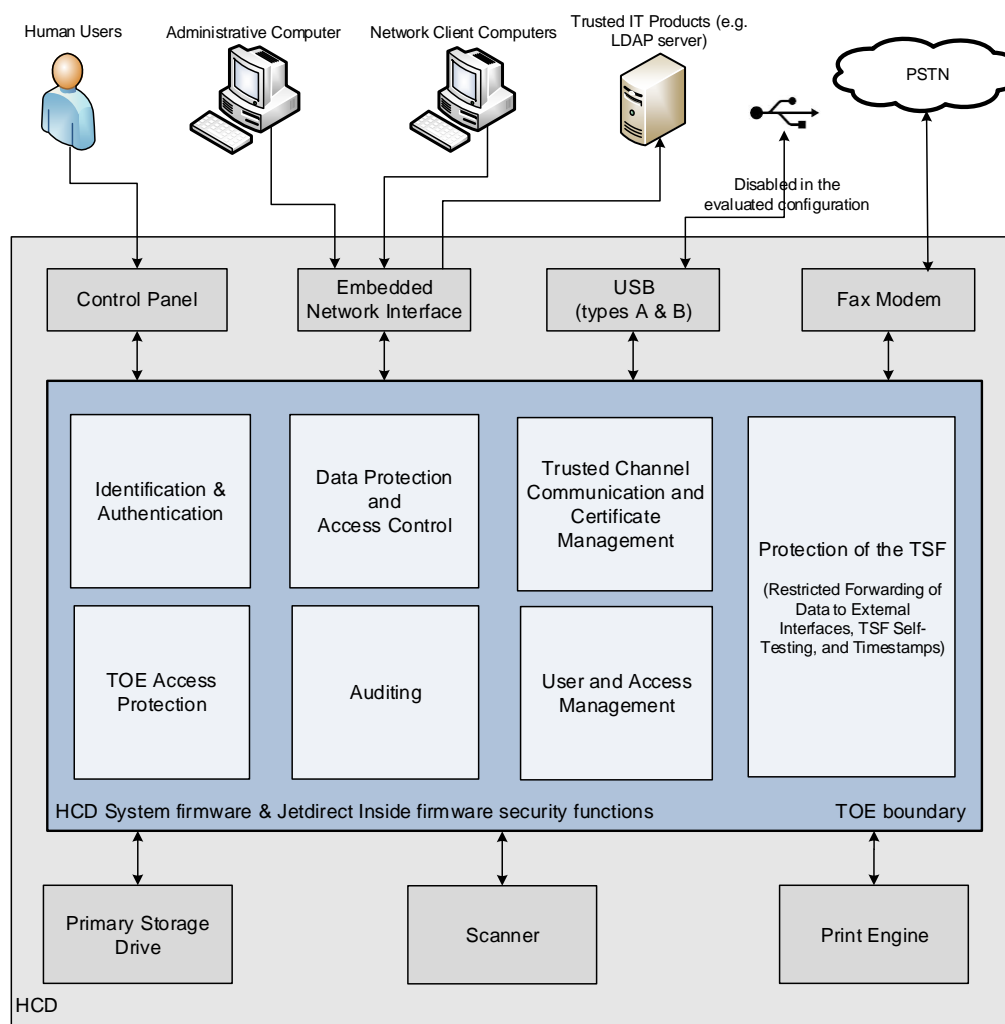 Human Users
Administrative Computer
Network Client Computers
Trusted IT Products (e.g.
LDAP server)
PSTN
Disabled in the
evaluated configuration
Control Panel
Embedded
Network Interface
USB
(types A & B)
Fax Modem
Identification &
Authentication
Data Protection
and
Access Control
Trusted Channel
Communication and
Certificate
Management
Protection of the TSF
(Restricted Forwarding of
Data to External
Interfaces, TSF Self-
Testing, and Timestamps)
TOE Access
Protection
Auditing
User and Access
Management
HCD System firmware & Jetdirect Inside firmware security functions
TOE boundary
Primary Storage
Drive
Scanner
Print Engine
HCD